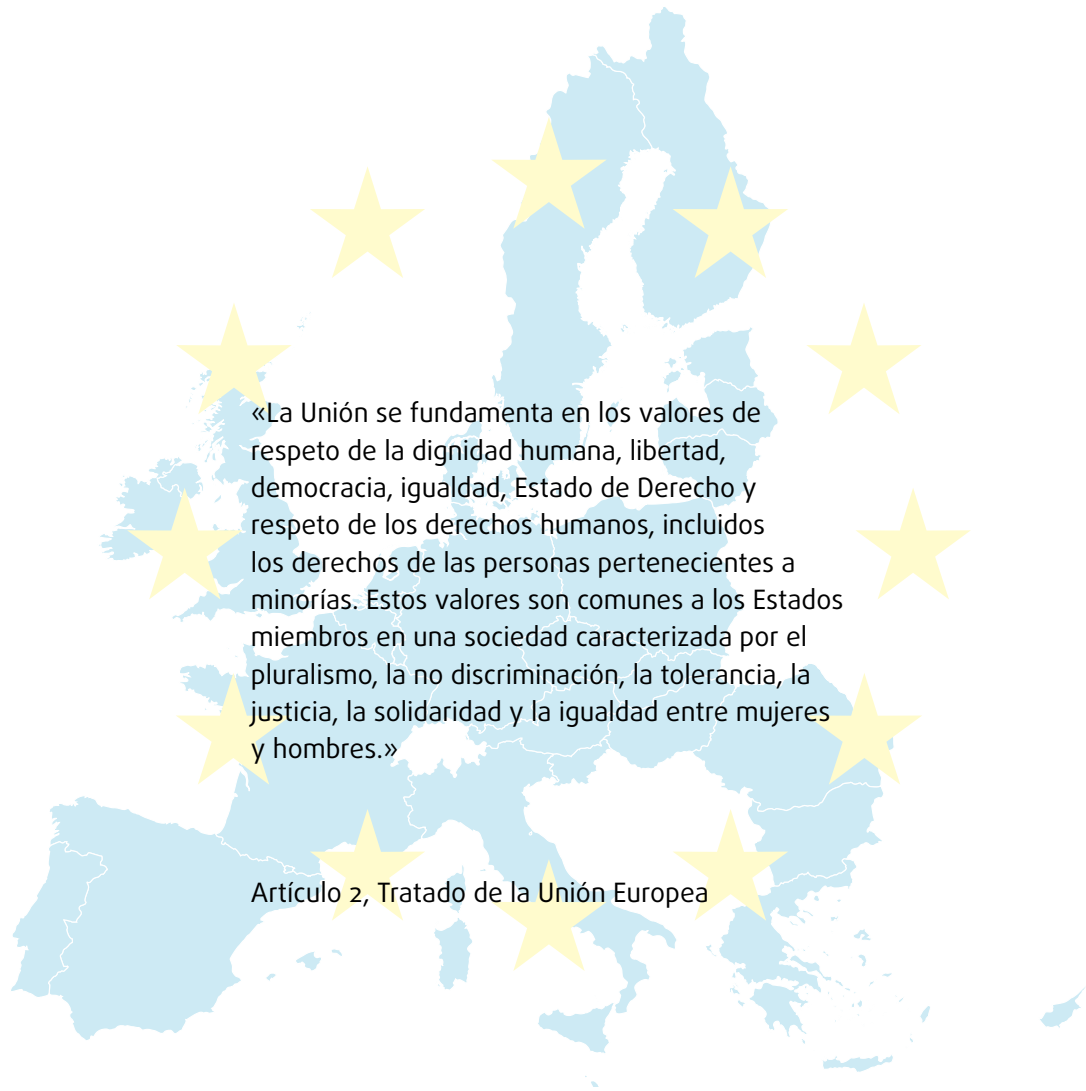 «La Unión se fundamenta en los valores de
respeto de la dignidad humana, libertad,
democracia, igualdad, Estado de Derecho y
respeto de los derechos humanos, incluidos
los derechos de las personas pertenecientes a
minorías. Estos valores son comunes a los Estados
miembros en una sociedad caracterizada por el
pluralismo, la no discriminación, la tolerancia, la
justicia, la solidaridad y la igualdad entre mujeres
y hombres.»
Artículo 2, Tratado de la Unión Europea